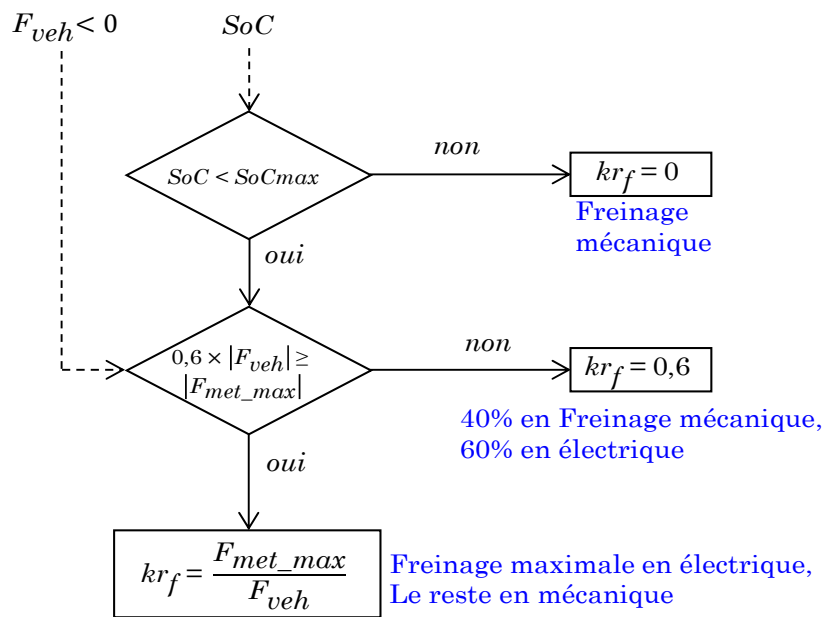 F_veh < 0
SoC
SoC < SoCmax
non
kr_f = 0
Freinage
mécanique
oui
0,6 × |F_veh| ≥
|F_met_max|
non
kr_f = 0,6
40% en Freinage mécanique,
60% en électrique
oui
kr_f = F_met_max / F_veh
Freinage maximale en électrique,
Le reste en mécanique